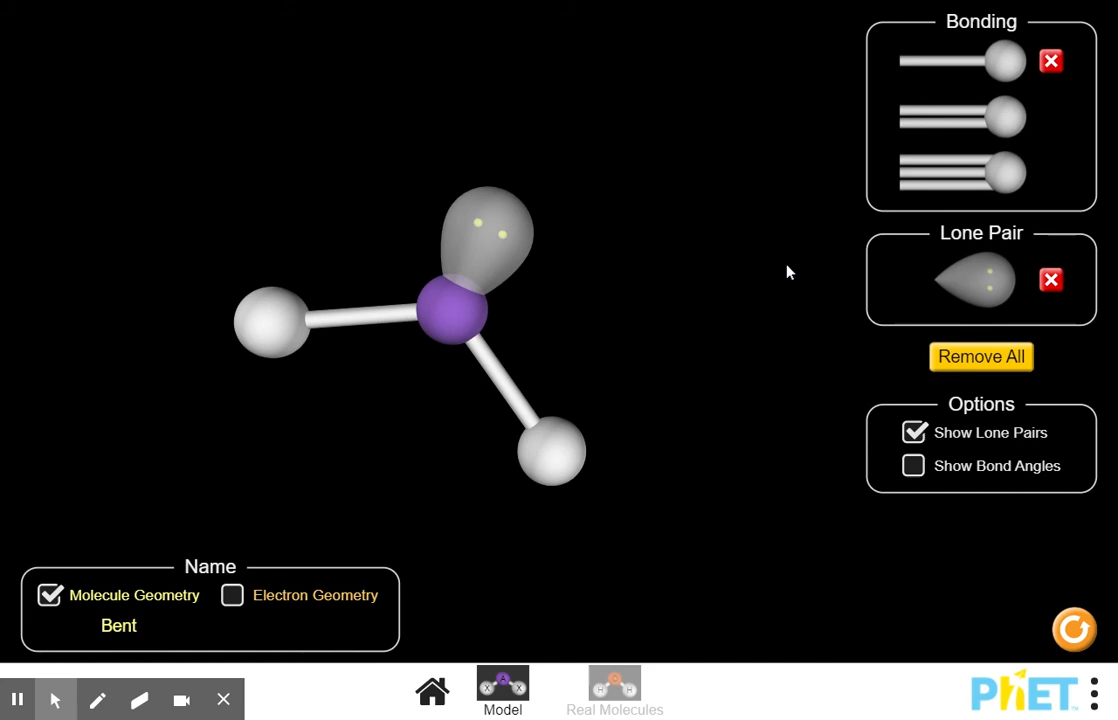 Bonding
Lone Pair
Remove All
Options
Show Lone Pairs
Show Bond Angles
Name
Molecule Geometry
Electron Geometry
Bent
X A X
Model
H O H
Real Molecules
PhET